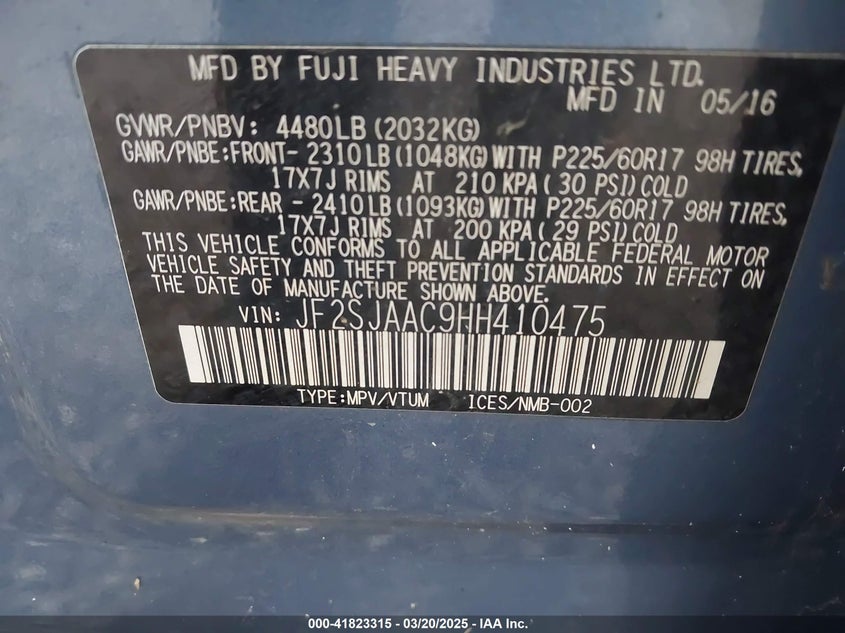 MFD BY FUJI HEAVY INDUSTRIES LTD.
MFD IN 05/16
GVWR/PNBV: 4480LB(2032KG)
GAWR/PNBE:FRONT- 2310LB(1048KG)WITH P225/60R17 98H TIRES,
17X7J RIMS AT 210 KPA(30 PSI)COLD
GAWR/PNBE:REAR - 2410LB(1093KG)WITH P225/60R17 98H TIRES,
17X7J RIMS AT 200 KPA(29 PSI)COLD
THIS VEHICLE CONFORMS TO ALL APPLICABLE FEDERAL MOTOR
VEHICLE SAFETY AND THEFT PREVENTION STANDARDS IN EFFECT ON
THE DATE OF MANUFACTURE SHOWN ABOVE.
VIN: JF2SJAAC9HH410475
TYPE:MPV/VTUM ICES/NMB-002
000-41823315 - 03/20/2025 - IAA Inc.